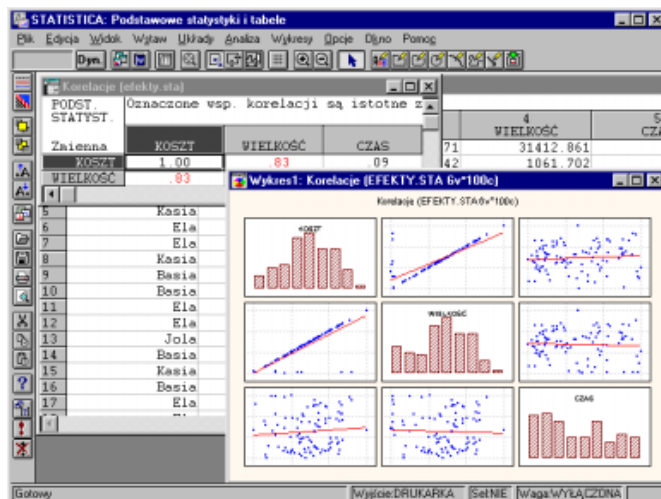 STATISTICA: Podstawowe statystyki i tabele
Plik Edycja Widok Wstaw Układy Analiza Wykresy Opcje Okno Pomoc
Dyn.
Korelacje (efekty.sta)
PODST. Oznaczone wsp. korelacji są istotne z
STATYST.
Zmienna KOSZT WIELKOŚĆ CZAS
KOSZT 1.00 .83 .09
WIELKOŚĆ .83
4 5
WIELKOŚĆ CZA
71 31412.861
42 1061.702
5 Kasia
6 Ela
7 Ela
8 Kasia
9 Basia
10 Basia
11 Ela
12 Ela
13 Jola
14 Basia
15 Kasia
16 Basia
17 Ela
Wykres1: Korelacje (EFEKTY.STA 6v*100c)
Korelacje (EFEKTY.STA 6v*100c)
KOSZT
WIELKOŚĆ
CZAS
Gotowy Wyjście:DRUKARKA Sel:NIE Waga:WYŁĄCZONA